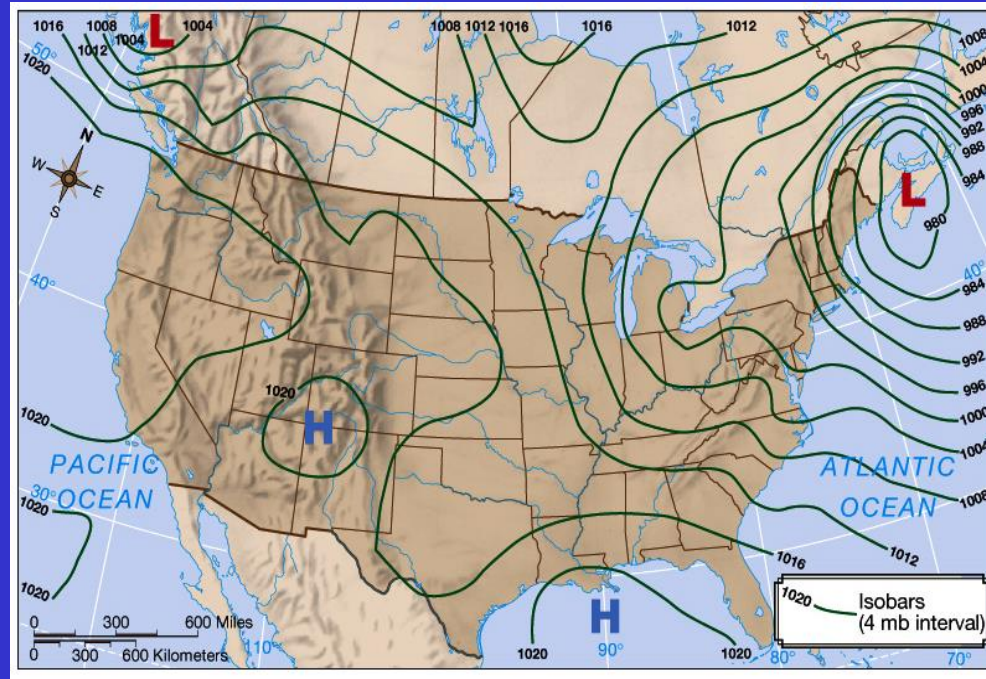 1016
1008
1004
1004
1012
1020
50°
1008 1012 1016
1016
1012
1008
1004
1000
996
992
988
984
980
N
W
E
S
L
L
40°
40°
984
988
992
996
1000
1004
1008
1012
1016
1020
1020
H
PACIFIC
OCEAN
30°
ATLANTIC
OCEAN
1020
1020
H
1020
1020
0 300 600 Miles
0 300 600 Kilometers
110°
90°
80°
70°
1020
Isobars
(4 mb interval)